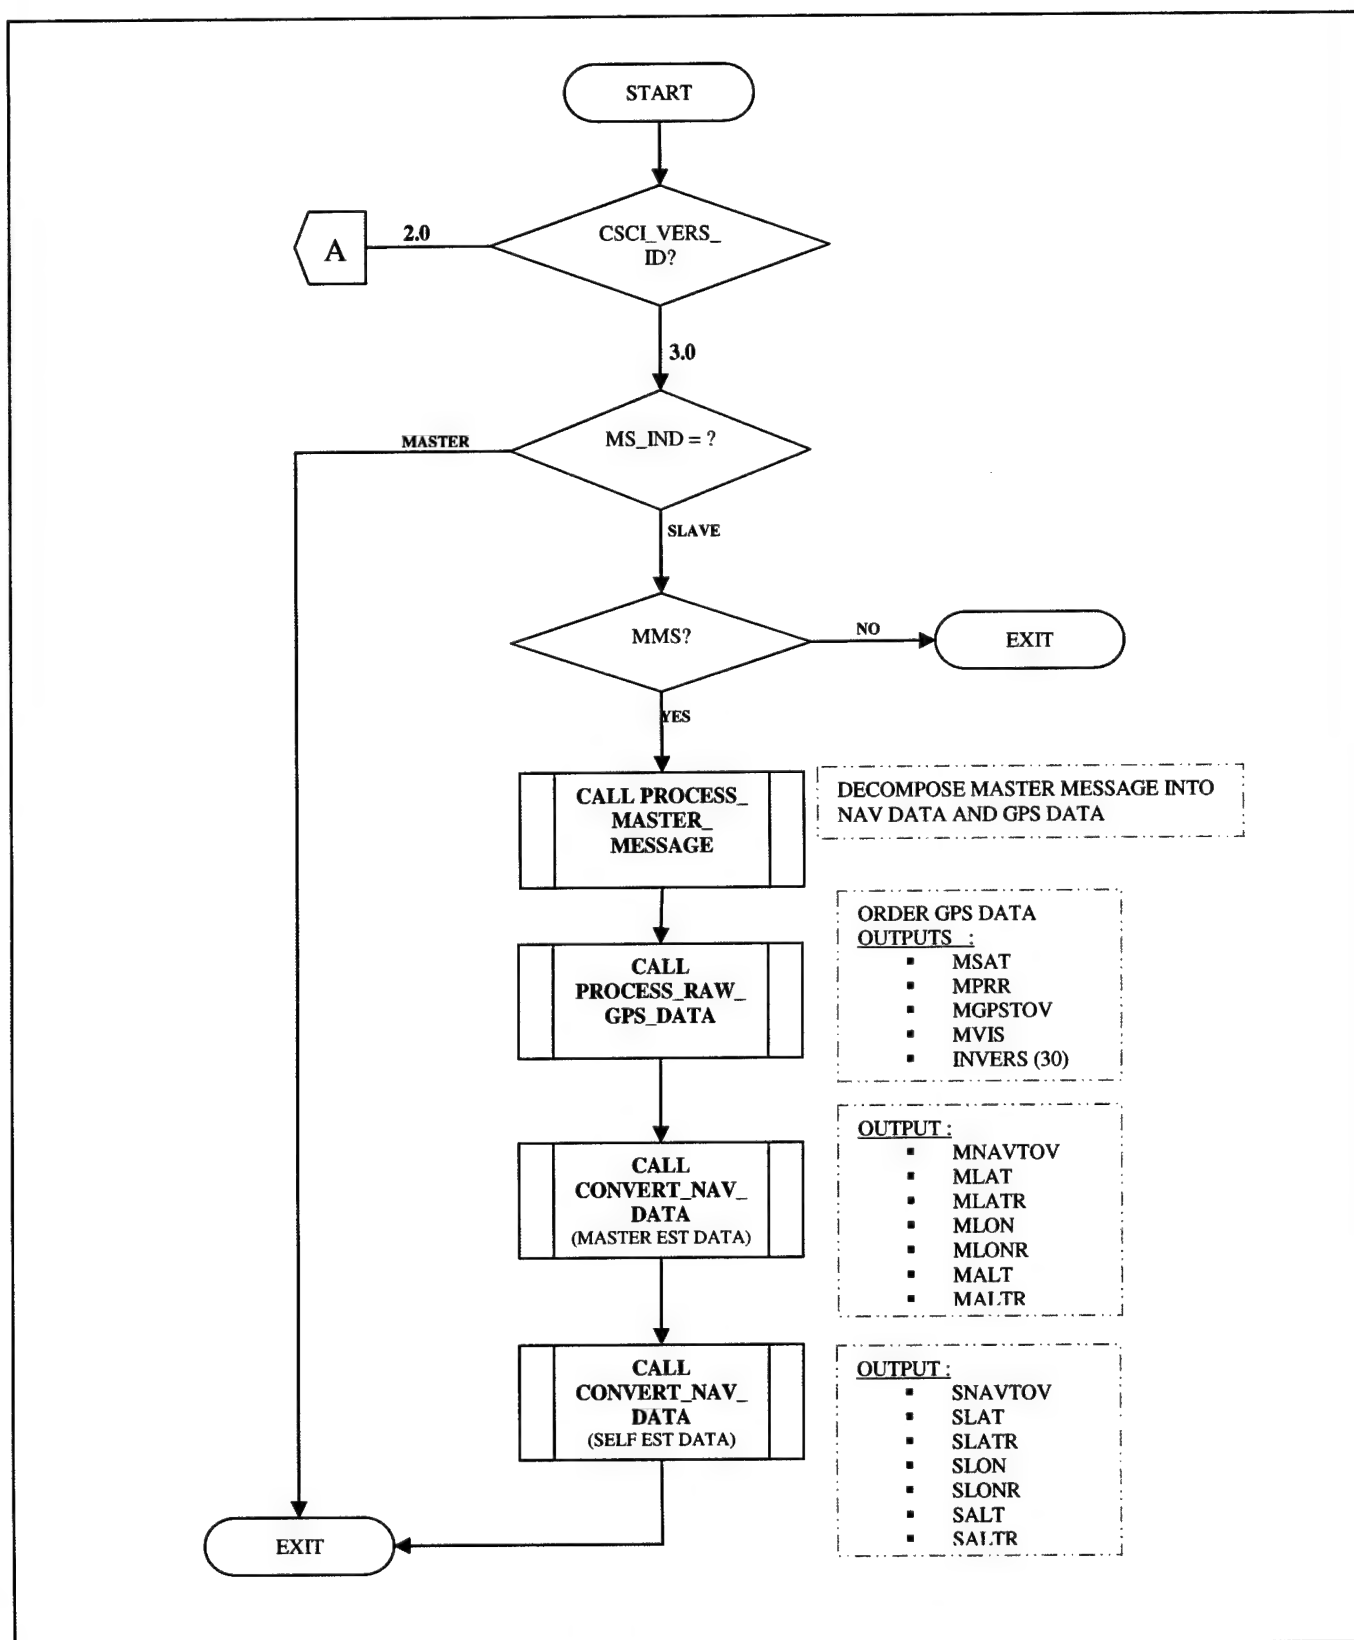 START
CSCI_VERS_
ID?
2.0
A
3.0
MS_IND = ?
MASTER
SLAVE
MMS?
NO
EXIT
YES
CALL PROCESS_
MASTER_
MESSAGE
DECOMPOSE MASTER MESSAGE INTO
NAV DATA AND GPS DATA
CALL
PROCESS_RAW_
GPS_DATA
ORDER GPS DATA
OUTPUTS :
▪ MSAT
▪ MPRR
▪ MGPSTOV
▪ MVIS
▪ INVERS (30)
CALL
CONVERT_NAV_
DATA
(MASTER EST DATA)
OUTPUT :
▪ MNAVTOV
▪ MLAT
▪ MLATR
▪ MLON
▪ MLONR
▪ MALT
▪ MALTR
CALL
CONVERT_NAV_
DATA
(SELF EST DATA)
OUTPUT :
▪ SNAVTOV
▪ SLAT
▪ SLATR
▪ SLON
▪ SLONR
▪ SALT
▪ SALTR
EXIT